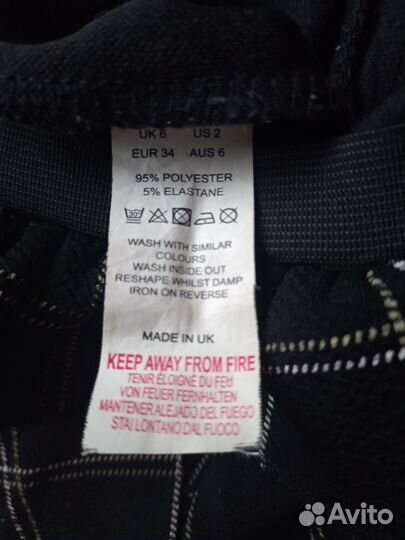 UK 6 US 2
EUR 34 AUS 6
95% POLYESTER
5% ELASTANE
30°
WASH WITH SIMILAR
COLOURS
WASH INSIDE OUT
RESHAPE WHILST DAMP
IRON ON REVERSE
MADE IN UK
KEEP AWAY FROM FIRE
TENIR ÉLOIGNÉ DU FEU
VON FEUER FERNHALTEN
MANTENER ALEJADO DEL FUEGO
STAI LONTANO DAL FUOCO
Avito